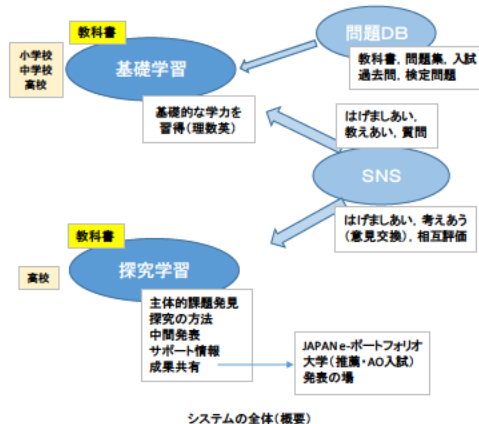 教科書
問題DB
小学校
中学校
高校
基礎学習
教科書，問題集，入試
過去問，検定問題
基礎的な学力を
習得（理数英）
はげましあい，
教えあい，質問
SNS
はげましあい，考えあう
（意見交換），相互評価
教科書
探究学習
高校
主体的課題発見
探究の方法
中間発表
サポート情報
成果共有
JAPAN e-ポートフォリオ
大学（推薦・AO入試）
発表の場
システムの全体（概要）